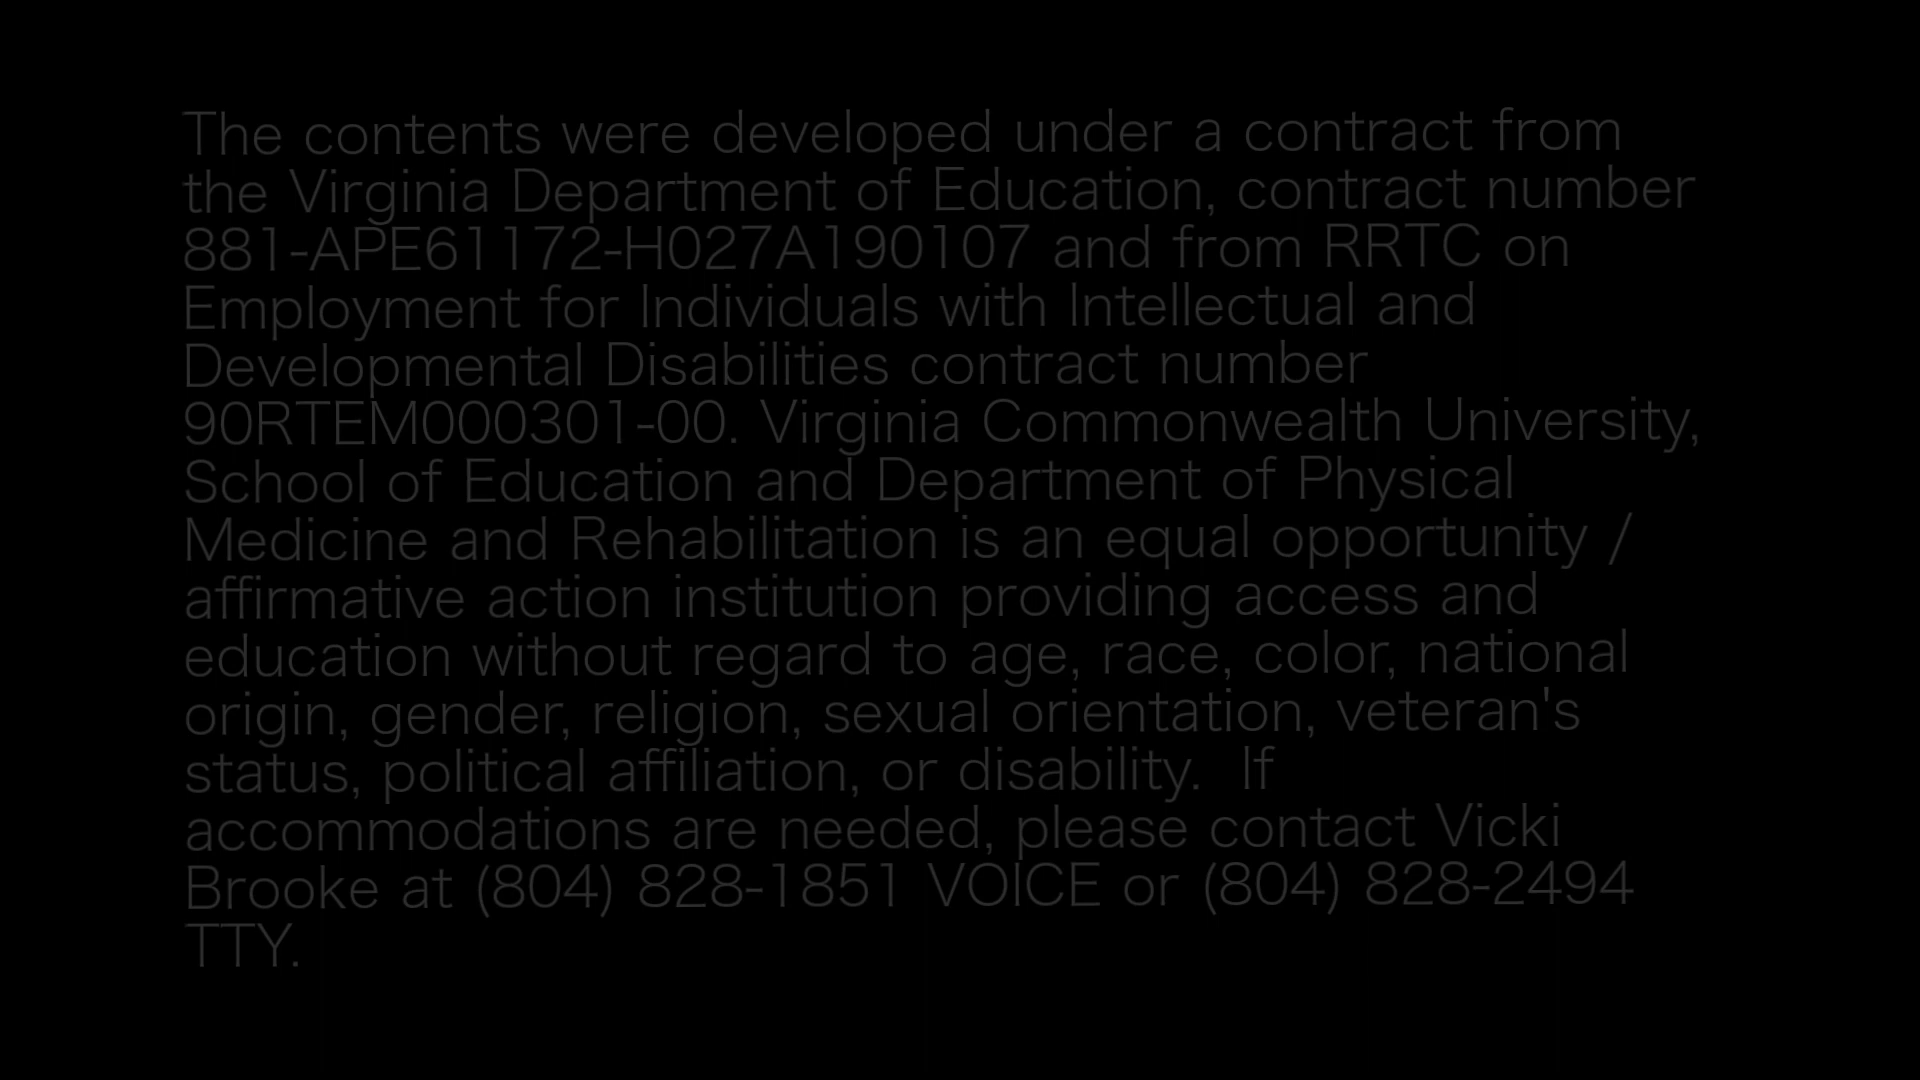 The contents were developed under a contract from
the Virginia Department of Education, contract number
881-APE61172-H027A190107 and from RRTC on
Employment for Individuals with Intellectual and
Developmental Disabilities contract number
90RTEM000301-00. Virginia Commonwealth University,
School of Education and Department of Physical
Medicine and Rehabilitation is an equal opportunity /
affirmative action institution providing access and
education without regard to age, race, color, national
origin, gender, religion, sexual orientation, veteran's
status, political affiliation, or disability.  If
accommodations are needed, please contact Vicki
Brooke at (804) 828-1851 VOICE or (804) 828-2494
TTY.